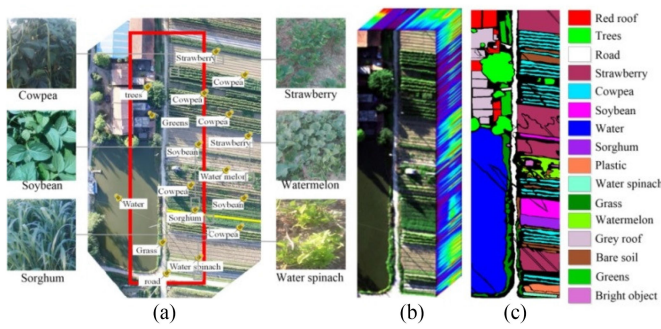 Cowpea
Soybean
Sorghum
Strawberry
Cowpea
trees
Cowpea
Greens
Cowpea
Strawberry
Soybean
Water melon
Cowpea
Water
Soybean
Sorghum
Cowpea
Grass
Water spinach
road
Strawberry
Watermelon
Water spinach
Red roof
Trees
Road
Strawberry
Cowpea
Soybean
Water
Sorghum
Plastic
Water spinach
Grass
Watermelon
Grey roof
Bare soil
Greens
Bright object
(a)
(b)
(c)